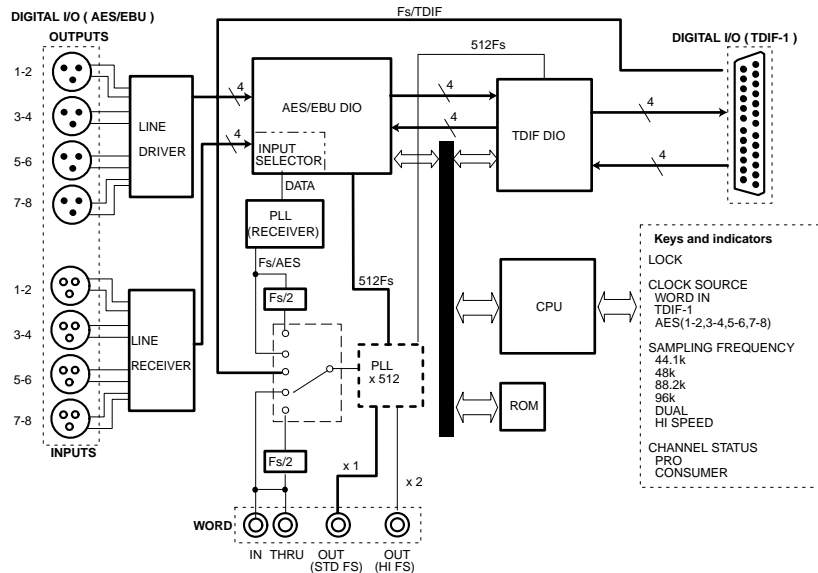 DIGITAL I/O ( AES/EBU )
OUTPUTS
1-2
3-4
5-6
7-8
LINE
DRIVER
4
4
Fs/TDIF
512Fs
AES/EBU DIO
INPUT
SELECTOR
DATA
PLL
(RECEIVER)
Fs/AES
Fs/2
4
4
TDIF DIO
DIGITAL I/O ( TDIF-1 )
4
4
1-2
3-4
5-6
7-8
INPUTS
LINE
RECEIVER
512Fs
PLL
x 512
CPU
ROM
Fs/2
x 1
x 2
WORD
IN
THRU
OUT
(STD FS)
OUT
(HI FS)
Keys and indicators
LOCK
CLOCK SOURCE
WORD IN
TDIF-1
AES(1-2,3-4,5-6,7-8)
SAMPLING FREQUENCY
44.1k
48k
88.2k
96k
DUAL
HI SPEED
CHANNEL STATUS
PRO
CONSUMER